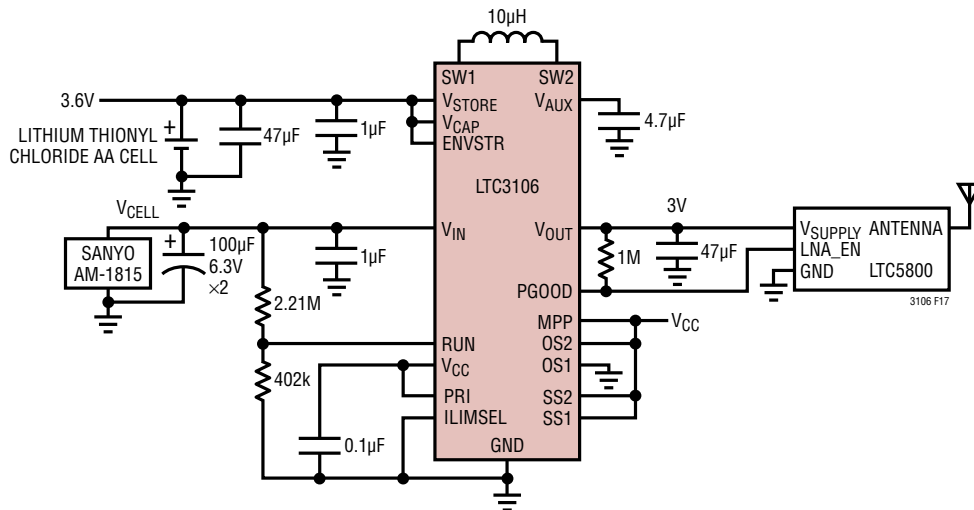 10µH
SW1
SW2
3.6V
VSTORE
VAUX
VCAP
ENVSTR
LITHIUM THIONYL
CHLORIDE AA CELL
+
47µF
1µF
4.7µF
LTC3106
VCELL
3V
VIN
VOUT
SANYO
AM-1815
+
100µF
6.3V
×2
1µF
1M
47µF
VSUPPLY
ANTENNA
LNA_EN
GND
LTC5800
3106 F17
2.21M
PGOOD
MPP
VCC
RUN
OS2
VCC
OS1
402k
PRI
SS2
ILIMSEL
SS1
0.1µF
GND